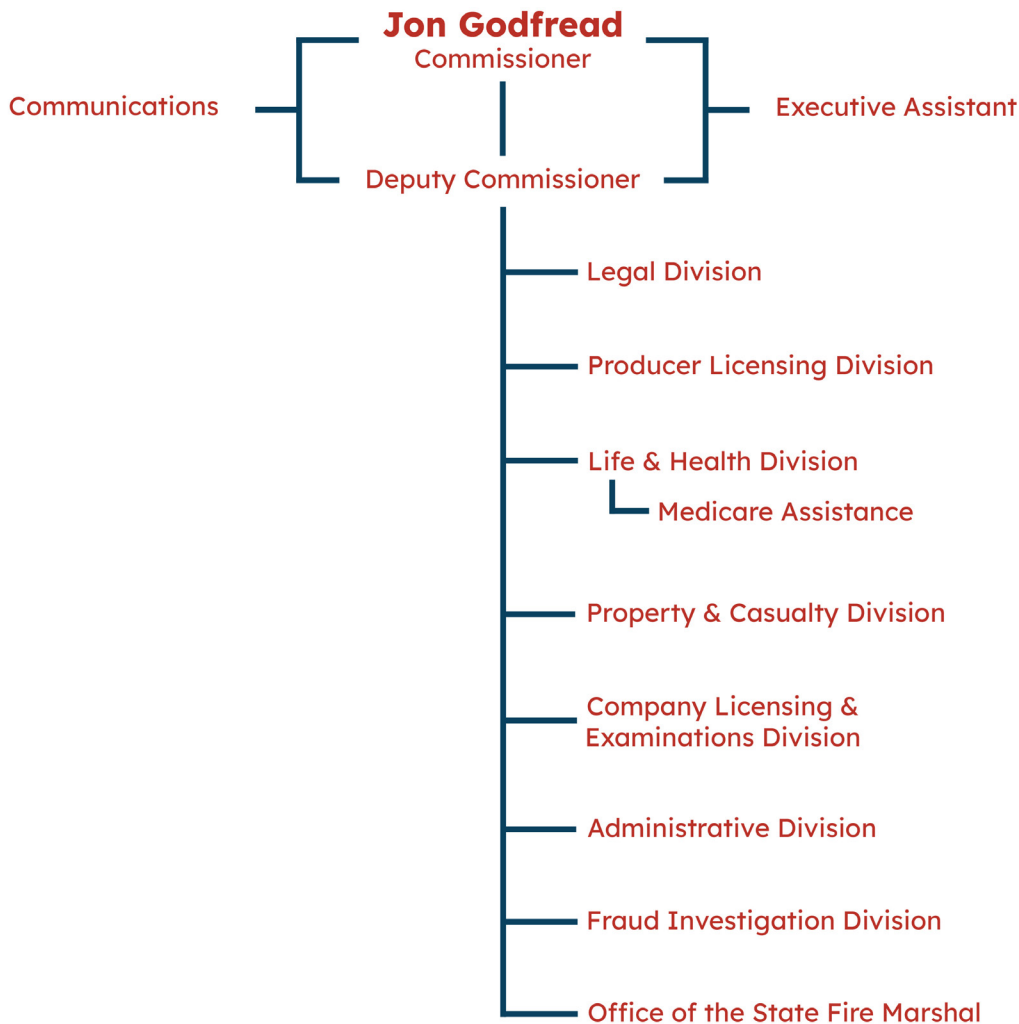 Jon Godfread
Commissioner
Communications
Executive Assistant
Deputy Commissioner
Legal Division
Producer Licensing Division
Life & Health Division
Medicare Assistance
Property & Casualty Division
Company Licensing &
Examinations Division
Administrative Division
Fraud Investigation Division
Office of the State Fire Marshal